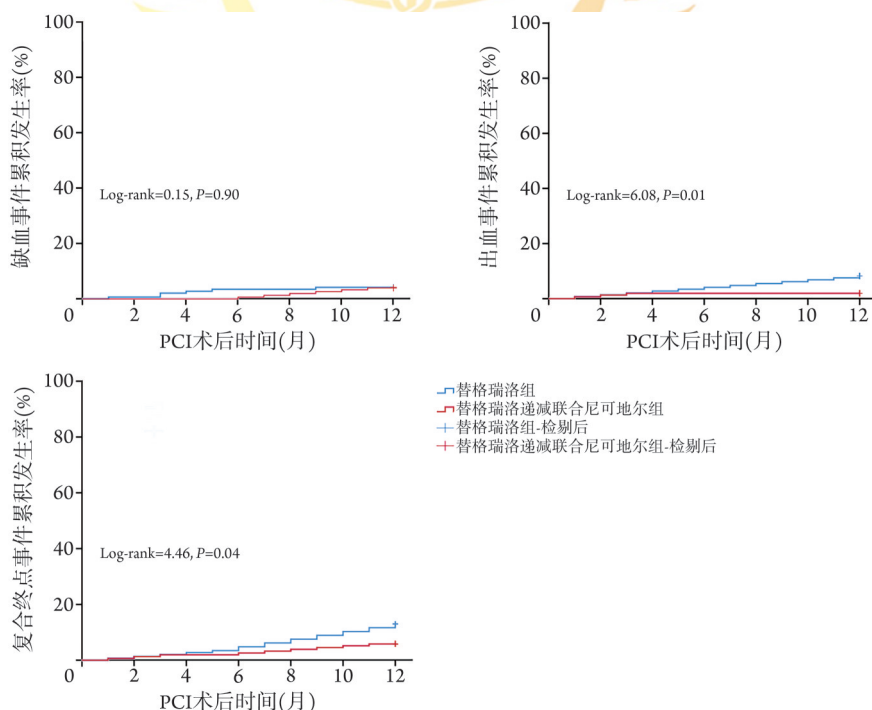 缺血事件累积发生率(%)
100
80
60
40
20
0
Log-rank=0.15, P=0.90
2
4
6
8
10
12
PCI术后时间(月)
出血事件累积发生率(%)
100
80
60
40
20
0
Log-rank=6.08, P=0.01
2
4
6
8
10
12
PCI术后时间(月)
复合终点事件累积发生率(%)
100
80
60
40
20
0
Log-rank=4.46, P=0.04
2
4
6
8
10
12
PCI术后时间(月)
替格瑞洛组
替格瑞洛递减联合尼可地尔组
替格瑞洛组-检剔后
替格瑞洛递减联合尼可地尔组-检剔后